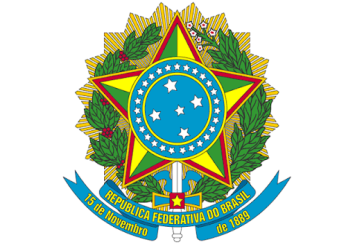 REPÚBLICA FEDERATIVA DO BRASIL
15 de Novembro
de 1889